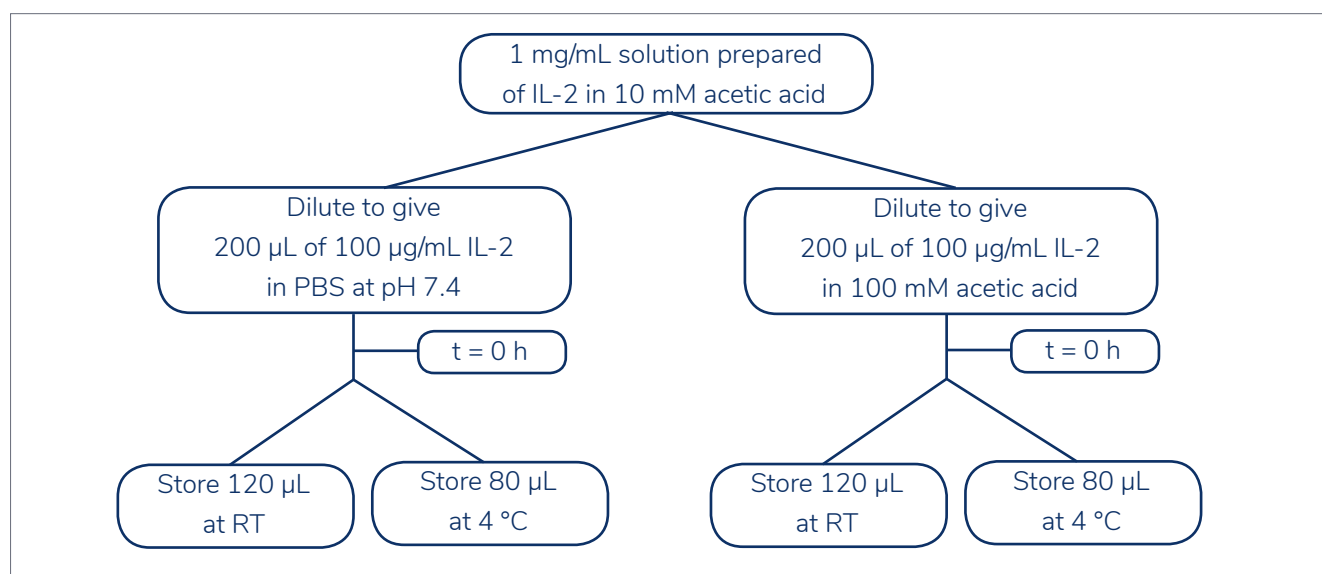 1 mg/mL solution prepared
of IL-2 in 10 mM acetic acid
Dilute to give
200 µL of 100 µg/mL IL-2
in PBS at pH 7.4
Dilute to give
200 µL of 100 µg/mL IL-2
in 100 mM acetic acid
t = 0 h
t = 0 h
Store 120 µL
at RT
Store 80 µL
at 4 °C
Store 120 µL
at RT
Store 80 µL
at 4 °C